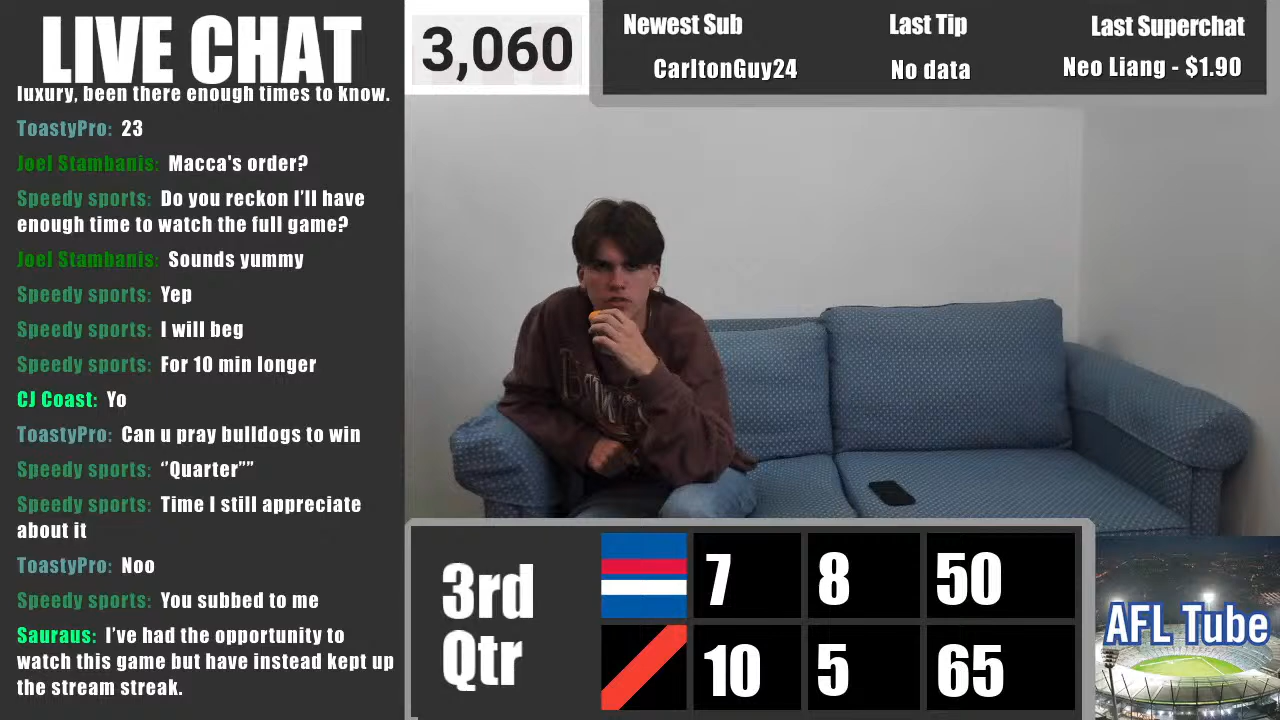 LIVE CHAT
luxury, been there enough times to know.
ToastyPro: 23
Joel Stambanis: Macca's order?
Speedy sports: Do you reckon I'll have
enough time to watch the full game?
Joel Stambanis: Sounds yummy
Speedy sports: Yep
Speedy sports: I will beg
Speedy sports: For 10 min longer
CJ Coast: Yo
ToastyPro: Can u pray bulldogs to win
Speedy sports: “Quarter””
Speedy sports: Time I still appreciate
about it
ToastyPro: Noo
Speedy sports: You subbed to me
Sauraus: I've had the opportunity to
watch this game but have instead kept up
the stream streak.
3,060
Newest Sub
CarltonGuy24
Last Tip
No data
Last Superchat
Neo Liang - $1.90
3rd
Qtr
7 8 50
10 5 65
AFL Tube